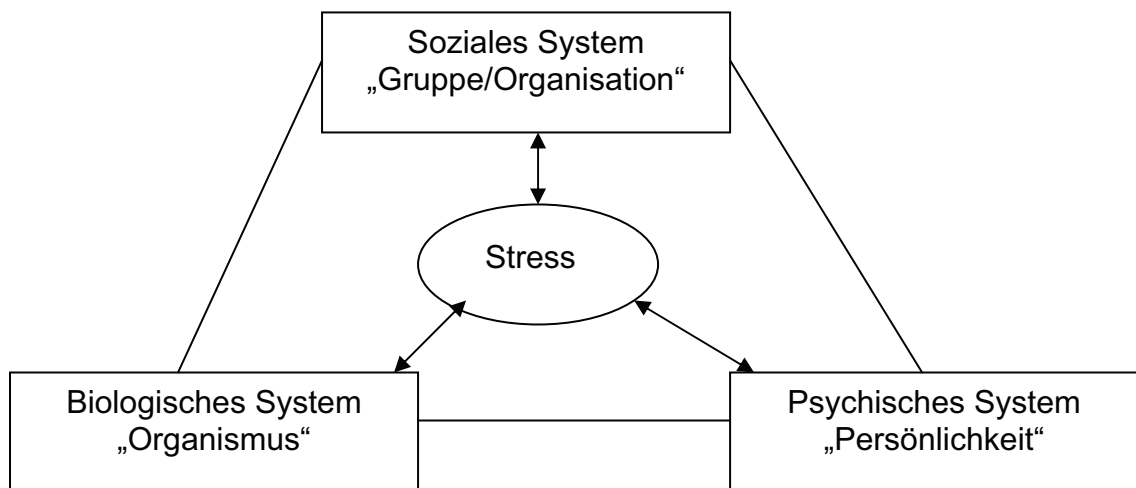 Soziales System
„Gruppe/Organisation“
Stress
Biologisches System
„Organismus“
Psychisches System
„Persönlichkeit“